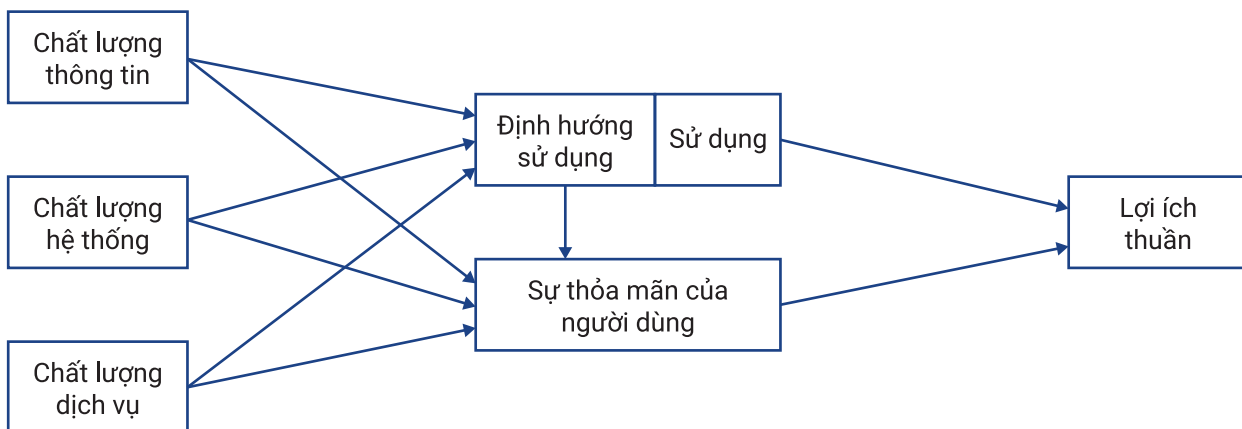 Chất lượng
thông tin
Chất lượng
hệ thống
Chất lượng
dịch vụ
Định hướng
sử dụng
Sử dụng
Sự thỏa mãn của
người dùng
Lợi ích
thuần